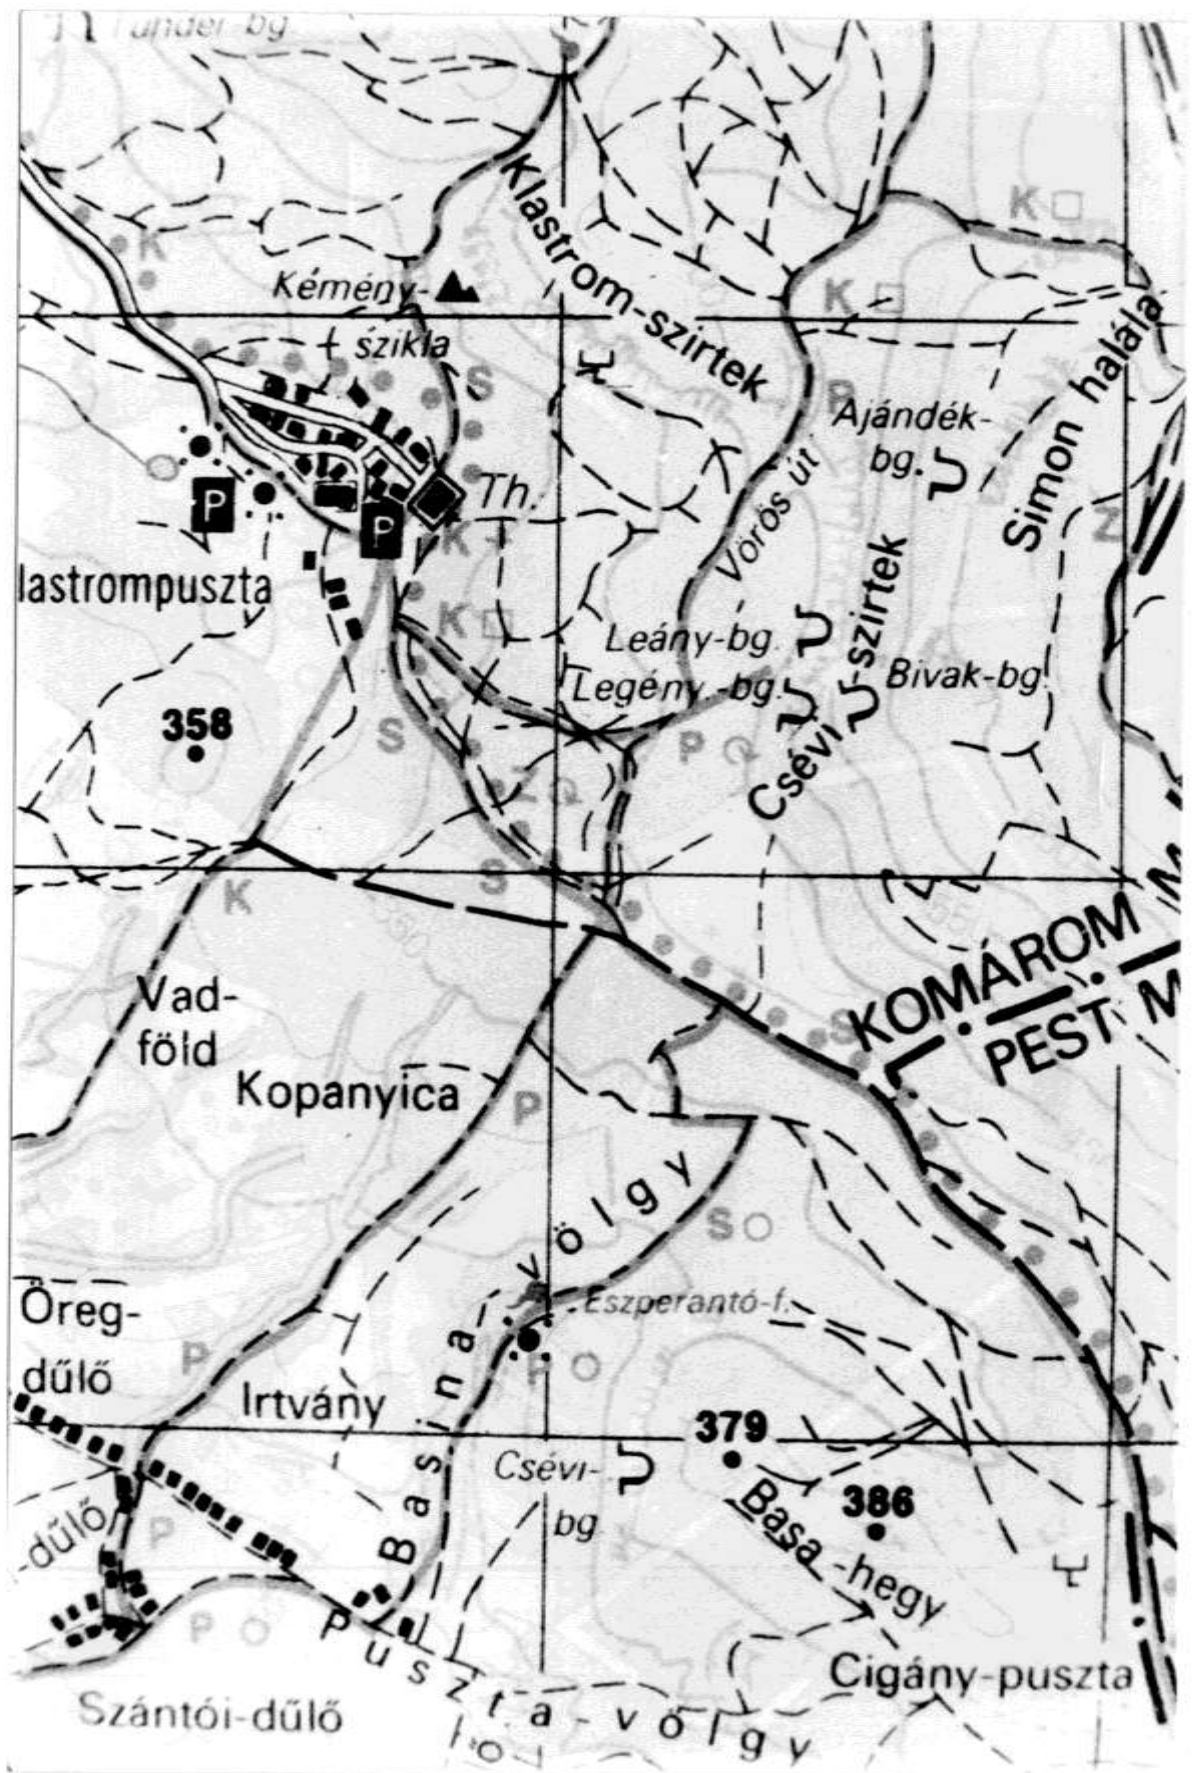 Tündér-bg
Klastrom-szirtek
K
K
Kémény-
szikla
K
S
P
Ajándék-
bg.
Simon halála
Th.
P
P
K +
Vörös út
Z
lastrompuszta
K
Leány-bg.
Legény-bg.
Csévi-szirtek
Bivak-bg.
358
S
P
Z
S
K
KOMÁROM M
PEST M
Vad-
föld
S
Kopanyica
P
Basina völgy
S
Öreg-
dűlő
Eszperantó-f.
P
P
Irtvány
379
Csévi-
bg
386
Basa-hegy
-dűlő
P
P
Puszta-völgy
Cigány-puszta
Szántói-dűlő